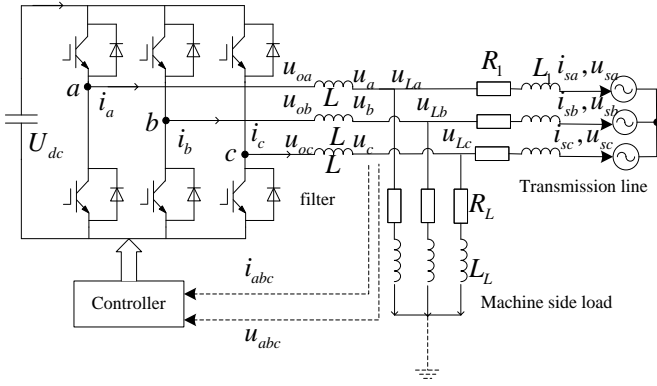 u_oa u_a u_La R_1 L_1 i_sa, u_sa
a i_a L
u_ob u_b u_Lb i_sb, u_sb
U_dc b i_b L
u_oc u_c u_Lc i_sc, u_sc
c i_c L
filter R_L Transmission line
i_abc L_L
Controller Machine side load
u_abc